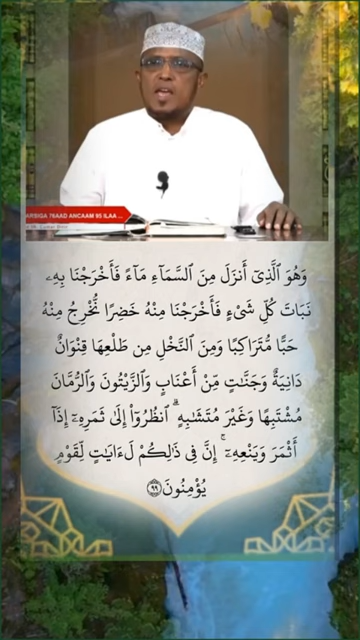 ARSIGA 76AAD ANCAAM 95 ILAA ...
وَهُوَ ٱلَّذِىٓ أَنزَلَ مِنَ ٱلسَّمَآءِ مَآءً فَأَخْرَجْنَا بِهِۦ
نَبَاتَ كُلِّ شَىْءٍ فَأَخْرَجْنَا مِنْهُ خَضِرًا نُّخْرِجُ مِنْهُ
حَبًّا مُّتَرَاكِبًا وَمِنَ ٱلنَّخْلِ مِن طَلْعِهَا قِنْوَانٌ
دَانِيَةٌ وَجَنَّـٰتٍ مِّنْ أَعْنَابٍ وَٱلزَّيْتُونَ وَٱلرُّمَّانَ
مُشْتَبِهًا وَغَيْرَ مُتَشَـٰبِهٍ ۗ ٱنظُرُوٓا۟ إِلَىٰ ثَمَرِهِۦٓ إِذَآ
أَثْمَرَ وَيَنْعِهِۦٓ ۚ إِنَّ فِى ذَٰلِكُمْ لَـَٔايَـٰتٍ لِّقَوْمٍ
يُؤْمِنُونَ ٩٩